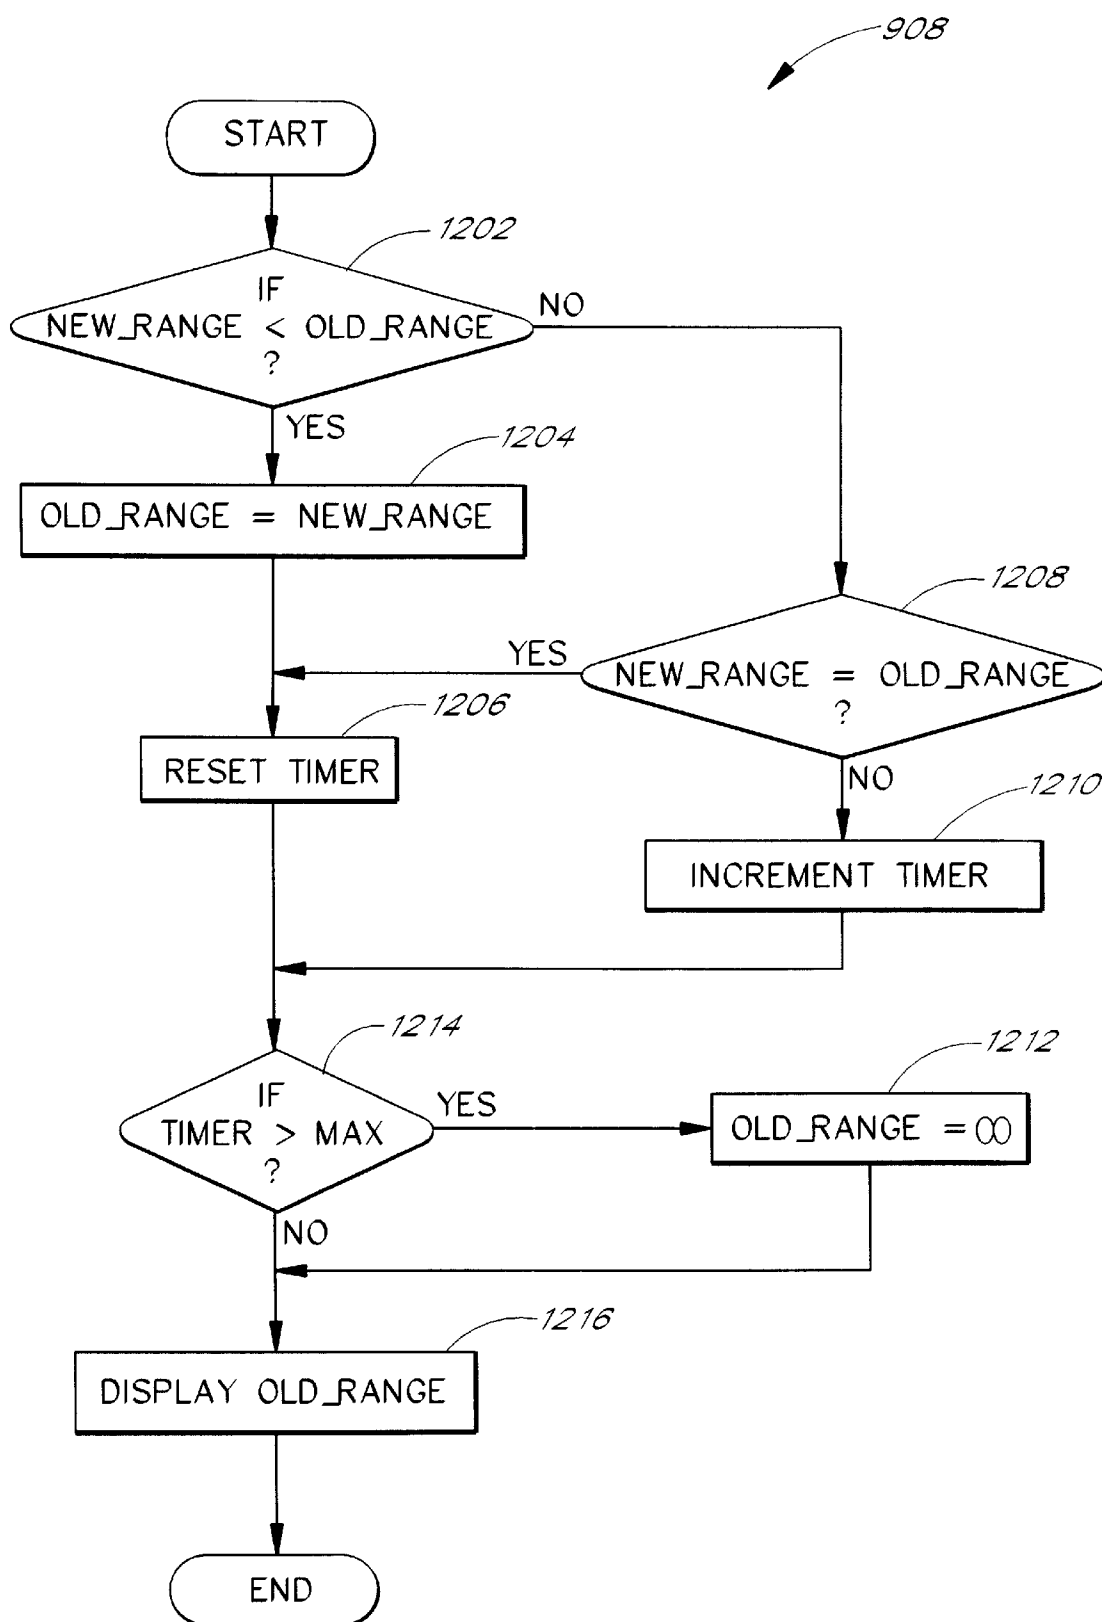 908
START
1202
IF
NEW_RANGE < OLD_RANGE
?
NO
YES
1204
OLD_RANGE = NEW_RANGE
1208
YES
NEW_RANGE = OLD_RANGE
?
1206
RESET TIMER
NO
1210
INCREMENT TIMER
1214
IF
TIMER > MAX
?
YES
1212
OLD_RANGE = ∞
NO
1216
DISPLAY OLD_RANGE
END